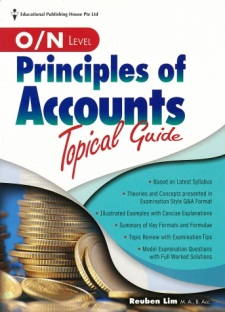 Educational Publishing House Pte Ltd
O/N LEVEL
Principles of
Accounts
Topical Guide
• Based on Latest Syllabus
• Theories and Concepts presented in
Examination Style Q&A Format
• Illustrated Examples with Concise Explanations
• Summary of Key Formats and Formulae
• Topic Review with Examination Tips
• Model Examination Questions
with Full Worked Solutions
Reuben Lim M. A., B. Acc.